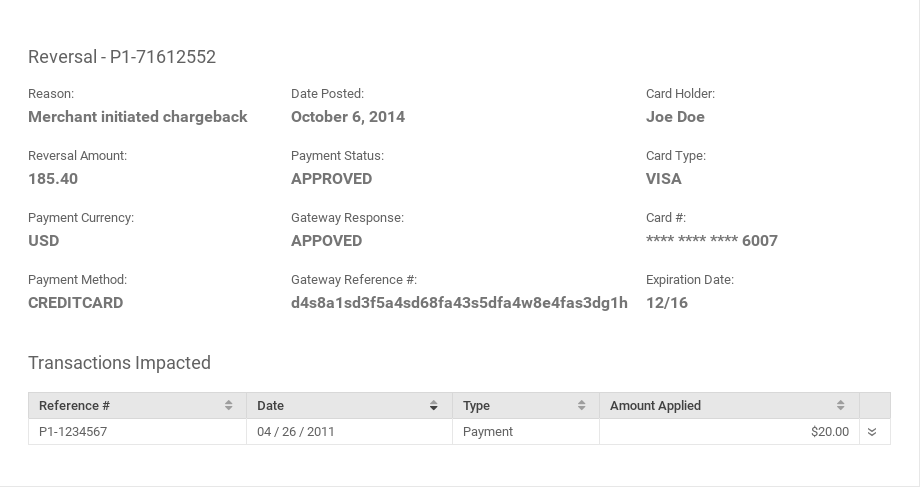 Reversal - P1-71612552
Reason: Date Posted: Card Holder:
Merchant initiated chargeback October 6, 2014 Joe Doe
Reversal Amount: Payment Status: Card Type:
185.40 APPROVED VISA
Payment Currency: Gateway Response: Card #:
USD APPOVED **** **** **** 6007
Payment Method: Gateway Reference #: Expiration Date:
CREDITCARD d4s8a1sd3f5a4sd68fa43s5dfa4w8e4fas3dg1h 12/16
Transactions Impacted
Reference # Date Type Amount Applied
P1-1234567 04 / 26 / 2011 Payment $20.00